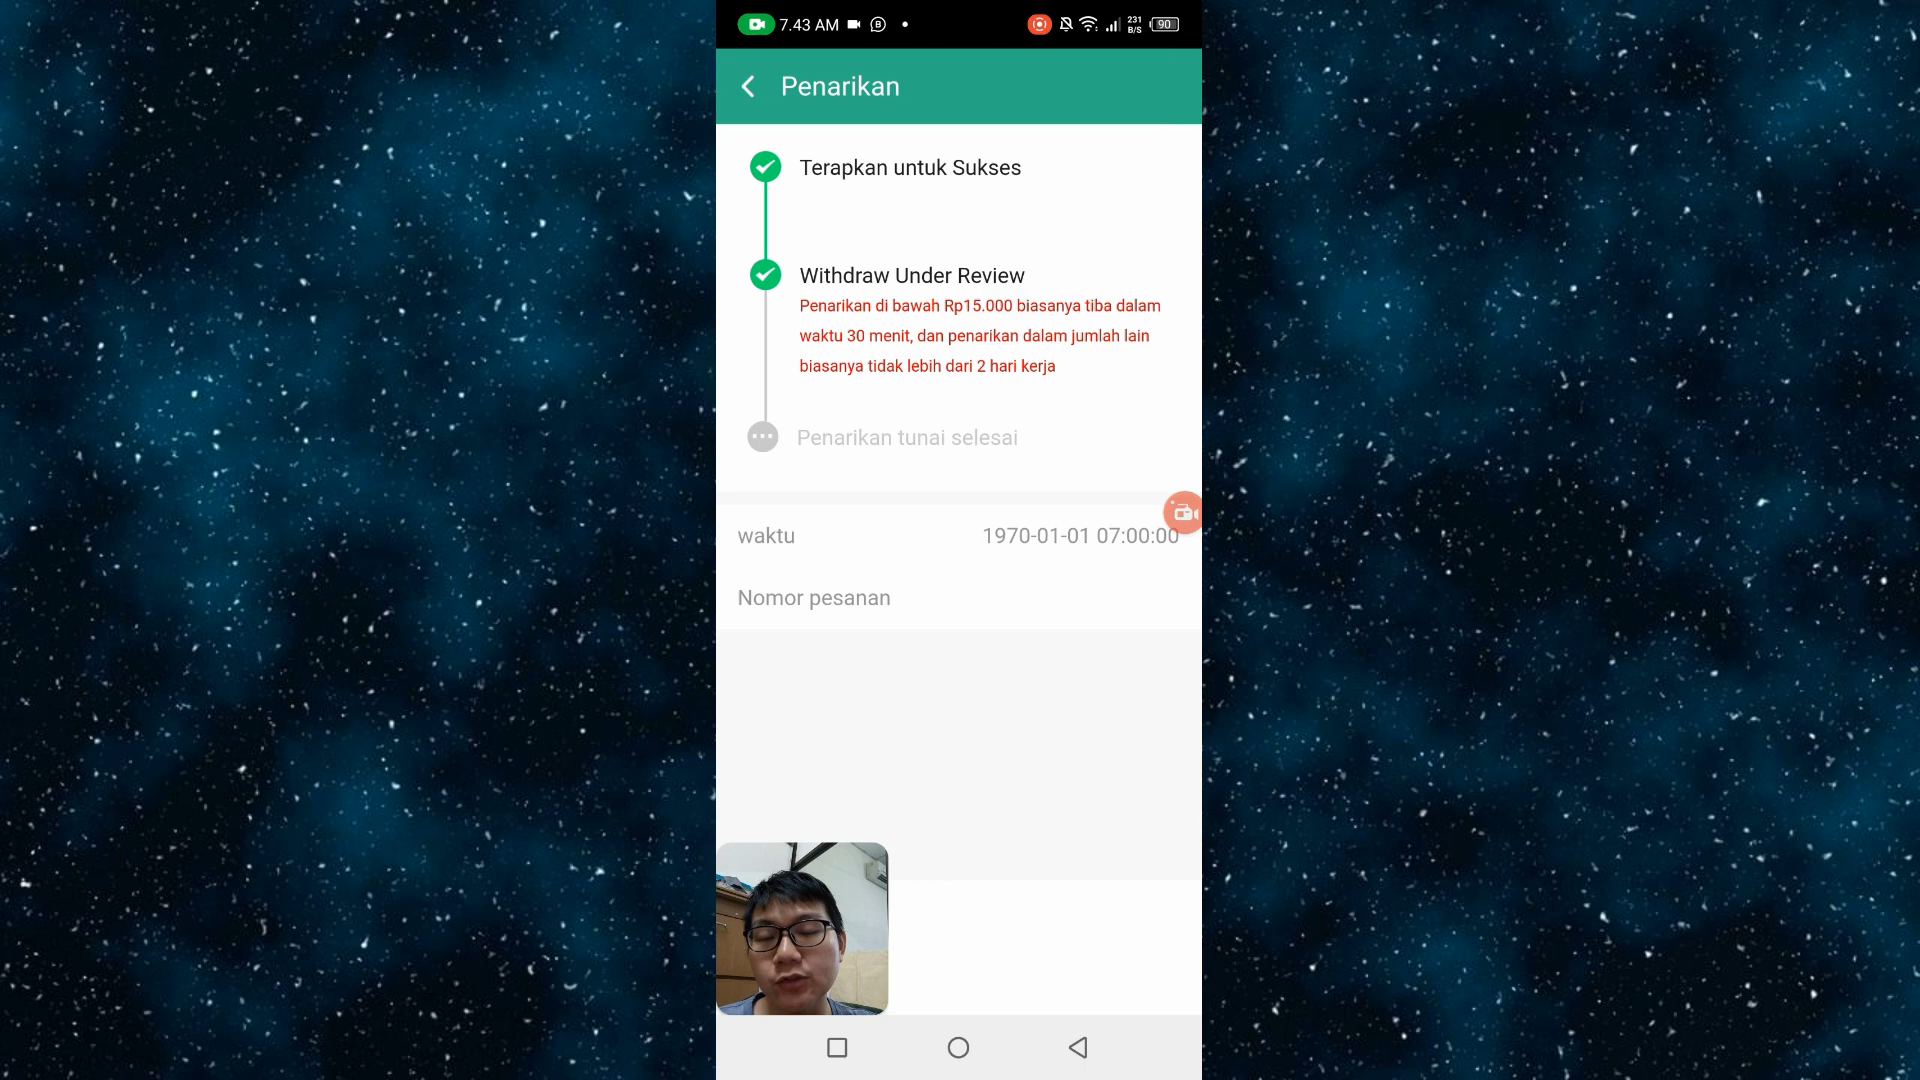 7.43 AM
231
B/S
90
Penarikan
Terapkan untuk Sukses
Withdraw Under Review
Penarikan di bawah Rp15.000 biasanya tiba dalam
waktu 30 menit, dan penarikan dalam jumlah lain
biasanya tidak lebih dari 2 hari kerja
Penarikan tunai selesai
waktu 1970-01-01 07:00:00
Nomor pesanan